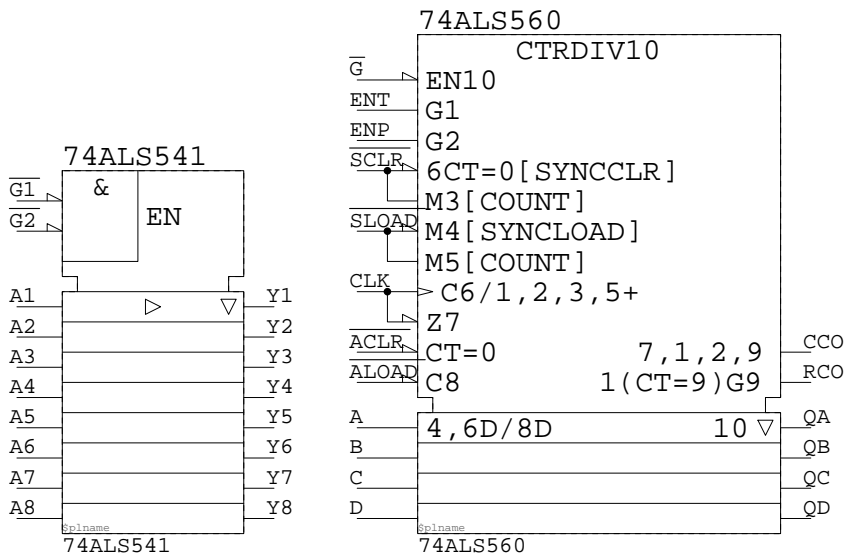 74ALS541
G1
G2
&
EN
A1 Y1
A2 Y2
A3 Y3
A4 Y4
A5 Y5
A6 Y6
A7 Y7
A8 Y8
$plname
74ALS541
74ALS560
CTRDIV10
G EN10
ENT G1
ENP G2
SCLR 6CT=0[SYNCCLR]
M3[COUNT]
SLOAD M4[SYNCLOAD]
M5[COUNT]
CLK C6/1,2,3,5+
Z7
ACLR CT=0 7,1,2,9 CCO
ALOAD C8 1(CT=9)G9 RCO
A 4,6D/8D 10 QA
B QB
C QC
D QD
$plname
74ALS560